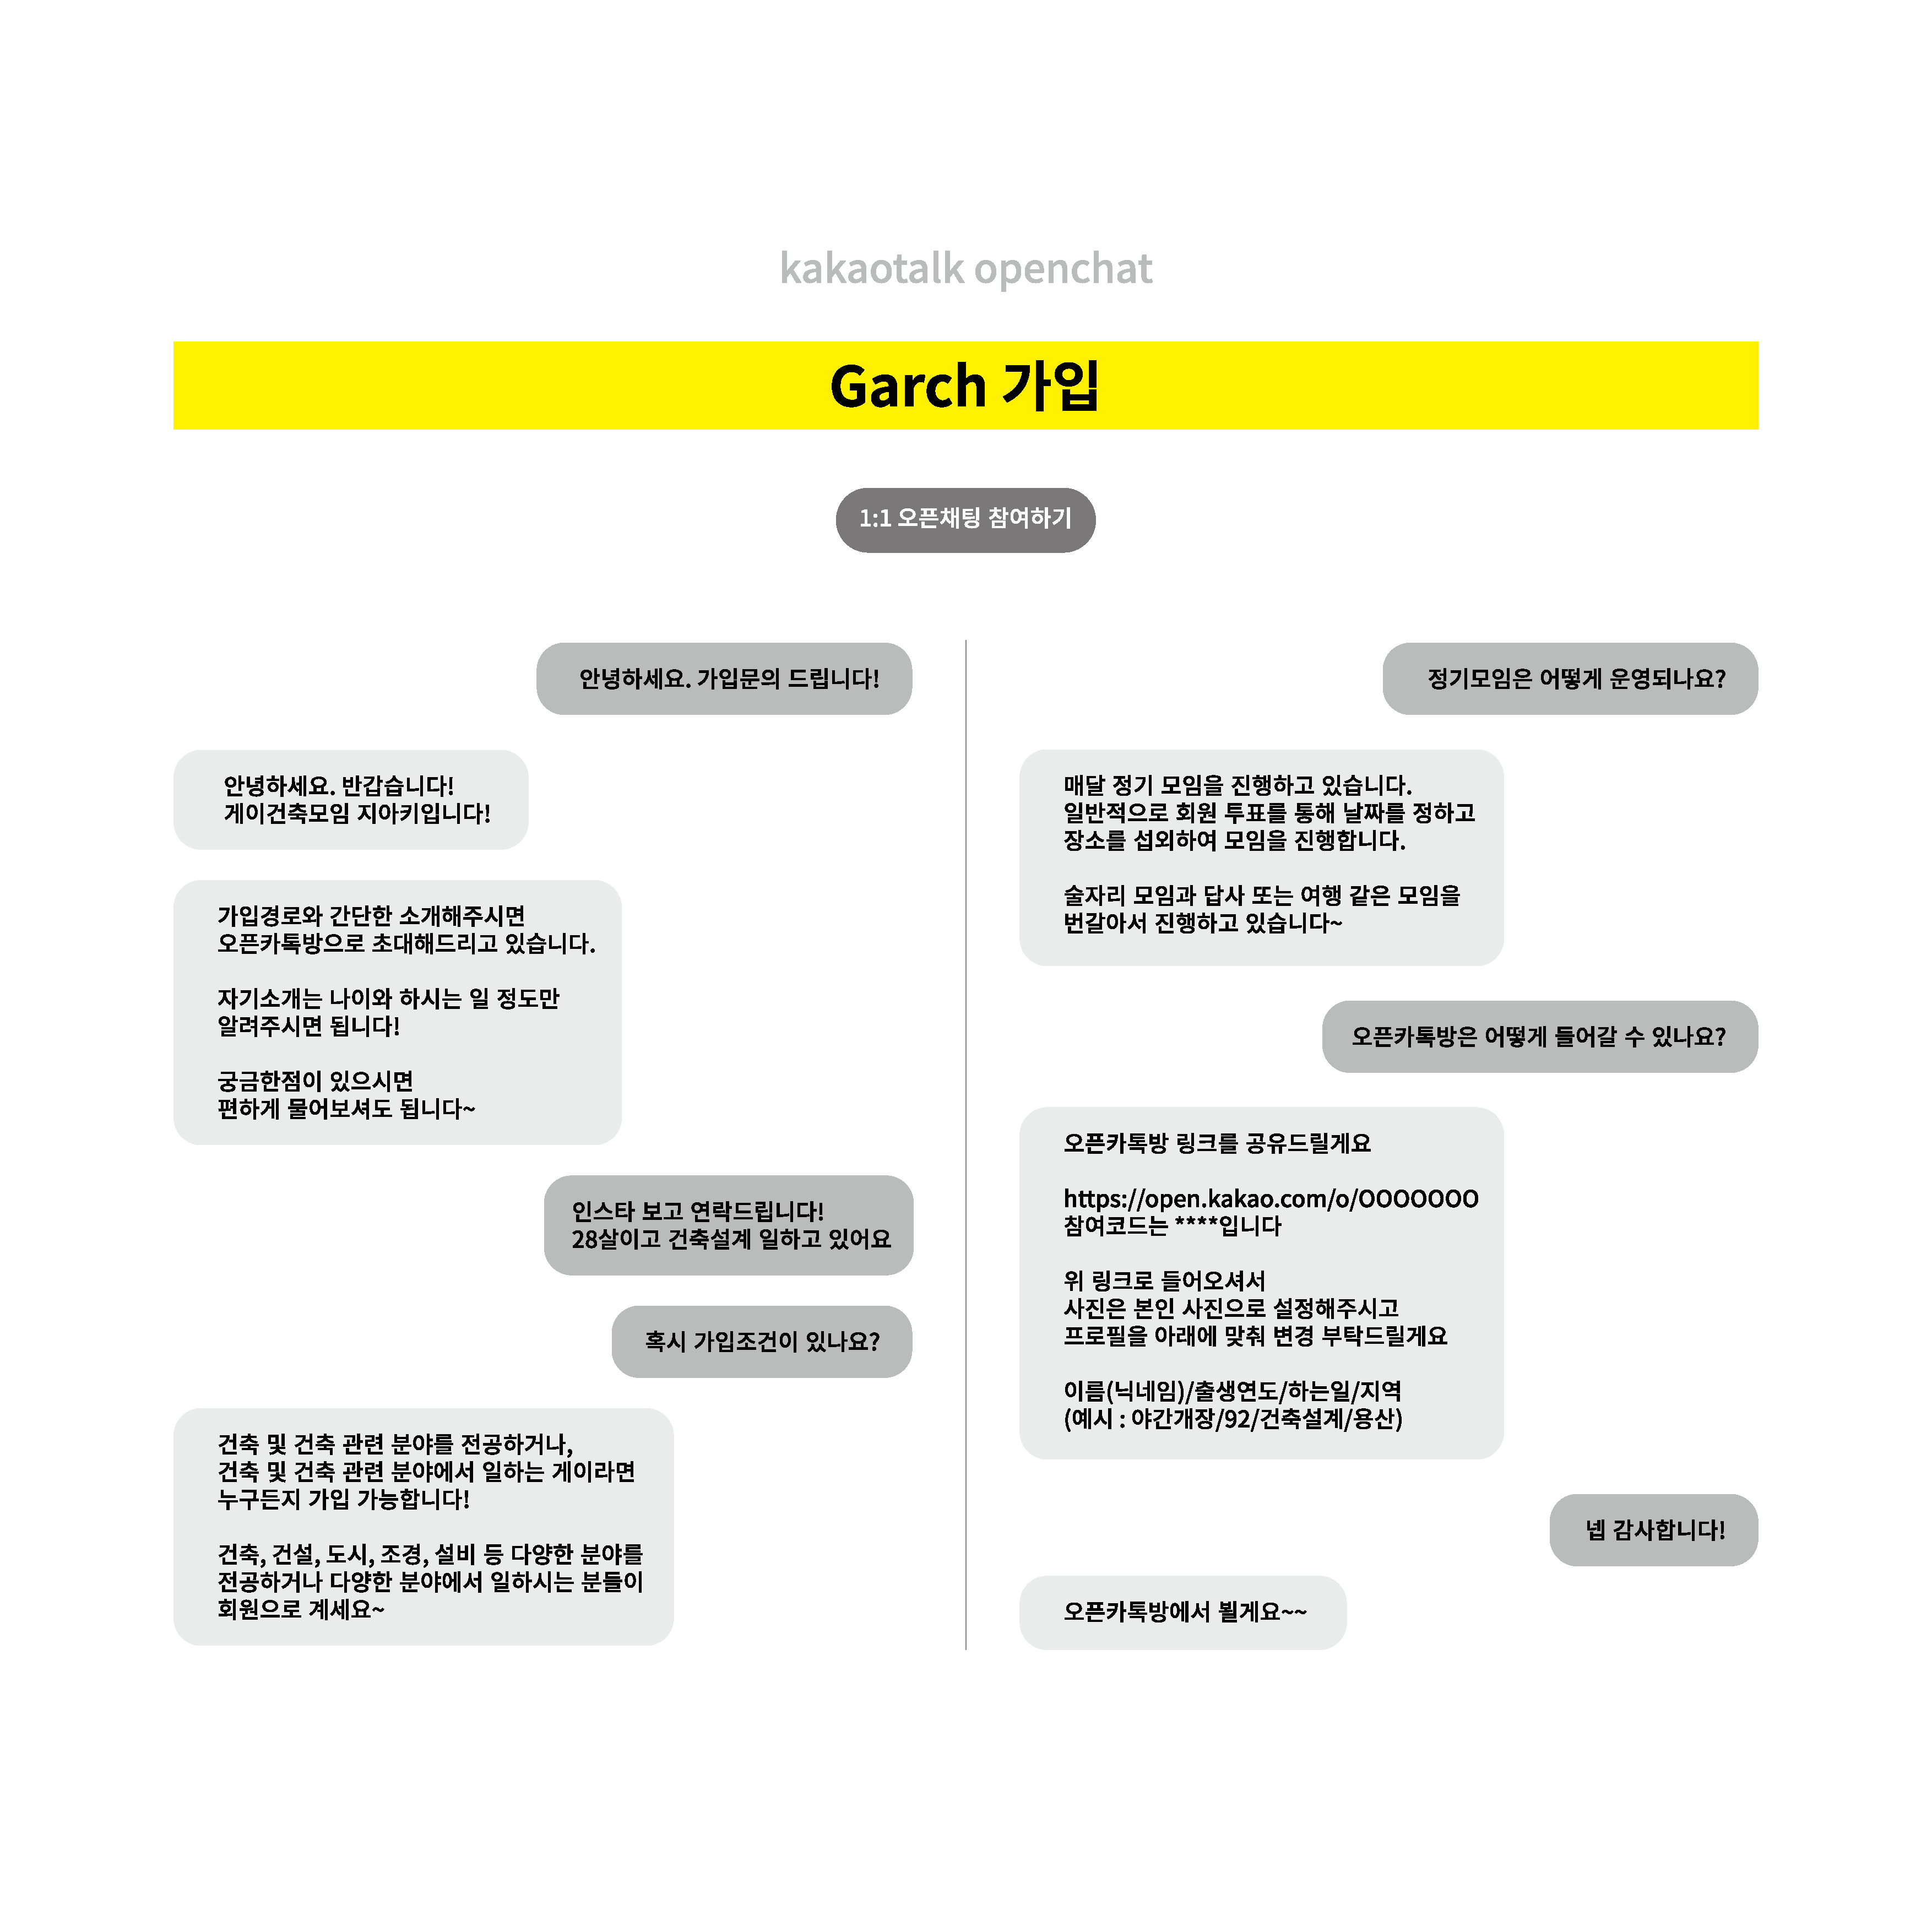 kakaotalk openchat
Garch 가입
1:1 오픈채팅 참여하기
안녕하세요. 가입문의 드립니다!
안녕하세요. 반갑습니다!
게이건축모임 지아키입니다!
가입경로와 간단한 소개해주시면
오픈카톡방으로 초대해드리고 있습니다.
자기소개는 나이와 하시는 일 정도만
알려주시면 됩니다!
궁금한점이 있으시면
편하게 물어보셔도 됩니다~
인스타 보고 연락드립니다!
28살이고 건축설계 일하고 있어요
혹시 가입조건이 있나요?
건축 및 건축 관련 분야를 전공하거나,
건축 및 건축 관련 분야에서 일하는 게이라면
누구든지 가입 가능합니다!
건축, 건설, 도시, 조경, 설비 등 다양한 분야를
전공하거나 다양한 분야에서 일하시는 분들이
회원으로 계세요~
정기모임은 어떻게 운영되나요?
매달 정기 모임을 진행하고 있습니다.
일반적으로 회원 투표를 통해 날짜를 정하고
장소를 섭외하여 모임을 진행합니다.
술자리 모임과 답사 또는 여행 같은 모임을
번갈아서 진행하고 있습니다~
오픈카톡방은 어떻게 들어갈 수 있나요?
오픈카톡방 링크를 공유드릴게요
https://open.kakao.com/o/OOOOOOO
참여코드는 ****입니다
위 링크로 들어오셔서
사진은 본인 사진으로 설정해주시고
프로필을 아래에 맞춰 변경 부탁드릴게요
이름(닉네임)/출생연도/하는일/지역
(예시 : 야간개장/92/건축설계/용산)
넵 감사합니다!
오픈카톡방에서 뵐게요~~